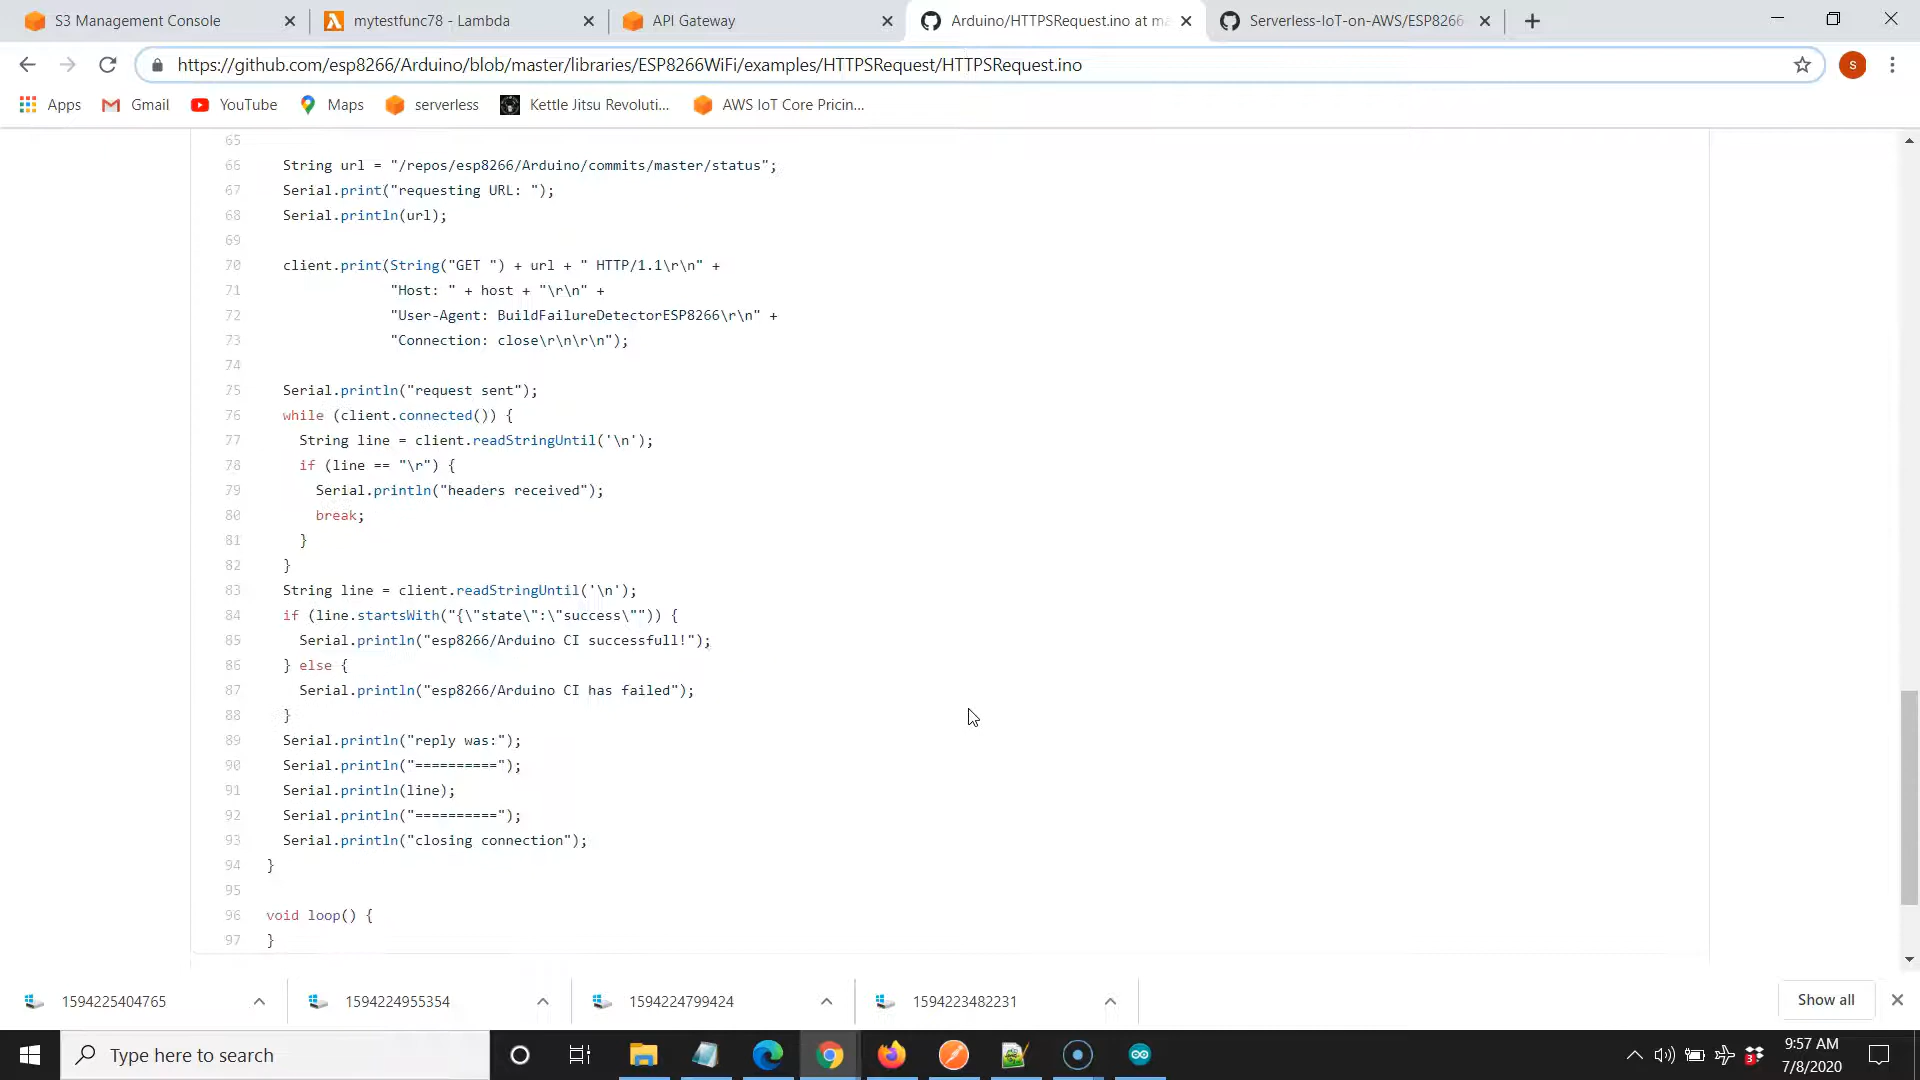 S3 Management Console
mytestfunc78 - Lambda
API Gateway
Arduino/HTTPSRequest.ino at ma
Serverless-IoT-on-AWS/ESP8266
https://github.com/esp8266/Arduino/blob/master/libraries/ESP8266WiFi/examples/HTTPSRequest/HTTPSRequest.ino
S
Apps
Gmail
YouTube
Maps
serverless
Kettle Jitsu Revoluti...
AWS IoT Core Pricin...
65
66 String url = "/repos/esp8266/Arduino/commits/master/status";
67 Serial.print("requesting URL: ");
68 Serial.println(url);
69
70 client.print(String("GET ") + url + " HTTP/1.1\r\n" +
71 "Host: " + host + "\r\n" +
72 "User-Agent: BuildFailureDetectorESP8266\r\n" +
73 "Connection: close\r\n\r\n");
74
75 Serial.println("request sent");
76 while (client.connected()) {
77 String line = client.readStringUntil('\n');
78 if (line == "\r") {
79 Serial.println("headers received");
80 break;
81 }
82 }
83 String line = client.readStringUntil('\n');
84 if (line.startsWith("{\"state\":\"success\"")) {
85 Serial.println("esp8266/Arduino CI successfull!");
86 } else {
87 Serial.println("esp8266/Arduino CI has failed");
88 }
89 Serial.println("reply was:");
90 Serial.println("==========");
91 Serial.println(line);
92 Serial.println("==========");
93 Serial.println("closing connection");
94 }
95
96 void loop() {
97 }
1594225404765
1594224955354
1594224799424
1594223482231
Show all
Type here to search
3
9:57 AM
7/8/2020